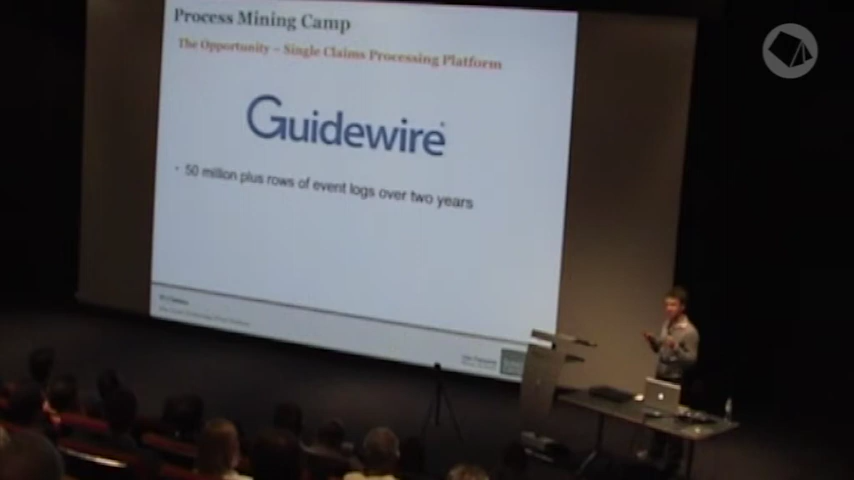 Process Mining Camp
The Opportunity – Single Claims Processing Platform
Guidewire
• 50 million plus rows of event logs over two years